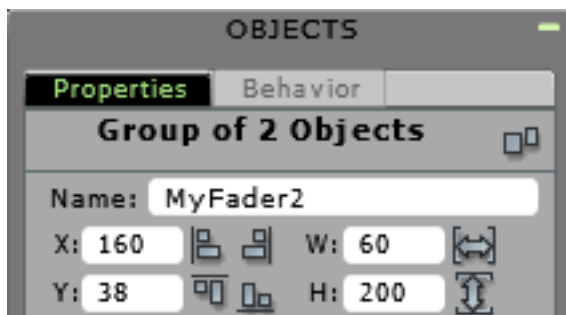 OBJECTS
Properties Behavior
Group of 2 Objects
Name: MyFader2
X: 160 W: 60
Y: 38 H: 200